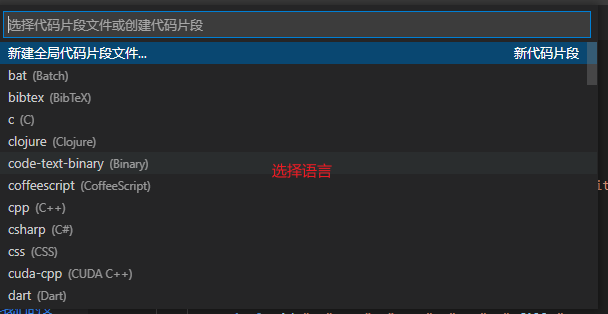 选择代码片段文件或创建代码片段
新建全局代码片段文件... 新代码片段
bat (Batch)
bibtex (BibTeX)
c (C)
clojure (Clojure)
code-text-binary (Binary)
选择语言
coffeescript (CoffeeScript)
cpp (C++)
csharp (C#)
css (CSS)
cuda-cpp (CUDA C++)
dart (Dart)